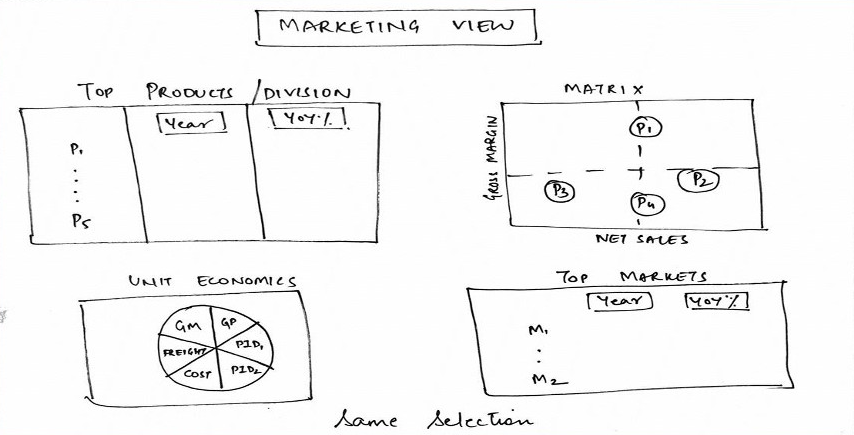 MARKETING VIEW
TOP PRODUCTS / DIVISION
Year YOY%
P1
P5
MATRIX
GROSS MARGIN
P1
P2
P3
P4
NET SALES
UNIT ECONOMICS
GM GP
FREIGHT PID1
COST PID2
TOP MARKETS
Year YOY%
M1
M2
Same Selection